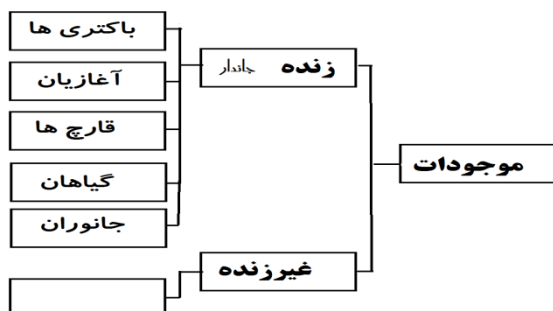 موجودات
زنده جاندار
باکتری ها
آغازیان
قارچ ها
گیاهان
جانوران
غیرزنده